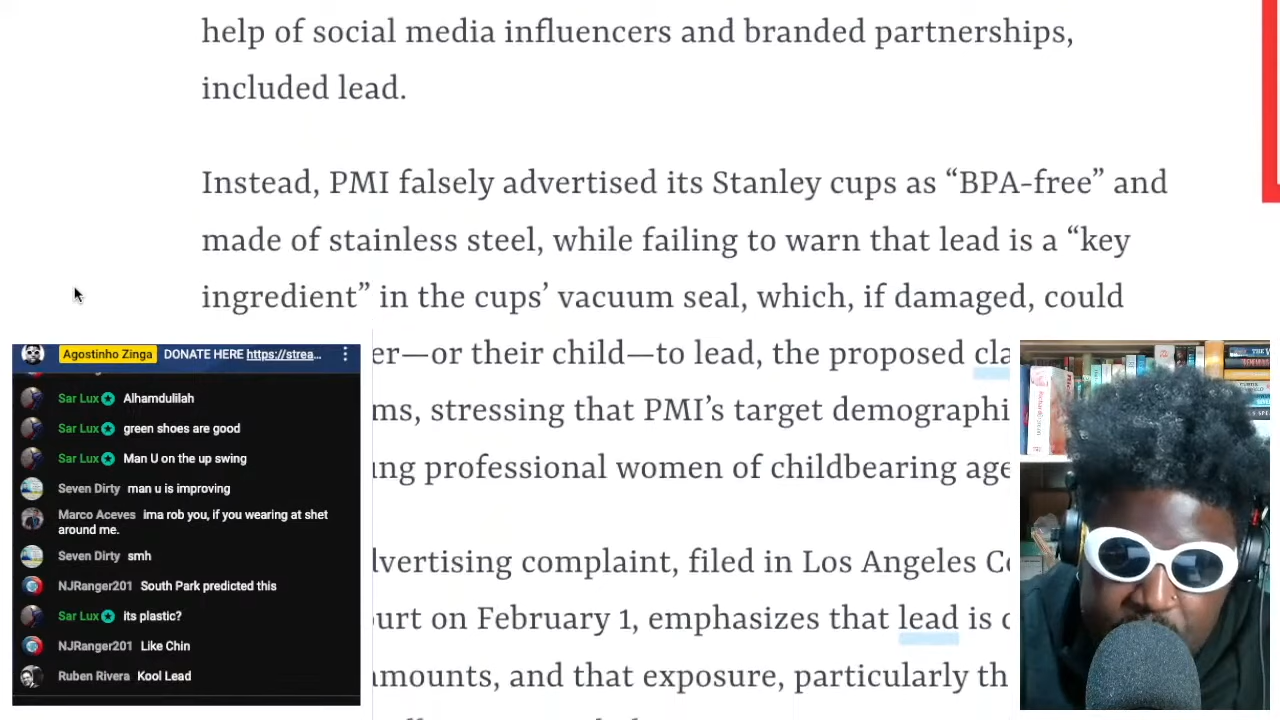 help of social media influencers and branded partnerships,
included lead.
Instead, PMI falsely advertised its Stanley cups as “BPA-free” and
made of stainless steel, while failing to warn that lead is a “key
ingredient” in the cups’ vacuum seal, which, if damaged, could
er—or their child—to lead, the proposed cla
ms, stressing that PMI’s target demographi
ng professional women of childbearing age
dvertising complaint, filed in Los Angeles Co
urt on February 1, emphasizes that lead is
mounts, and that exposure, particularly th
Agostinho Zinga DONATE HERE https://strea...
Sar Lux Alhamdulilah
Sar Lux green shoes are good
Sar Lux Man U on the up swing
Seven Dirty man u is improving
Marco Aceves ima rob you, if you wearing at shet
around me.
Seven Dirty smh
NJRanger201 South Park predicted this
Sar Lux its plastic?
NJRanger201 Like Chin
Ruben Rivera Kool Lead